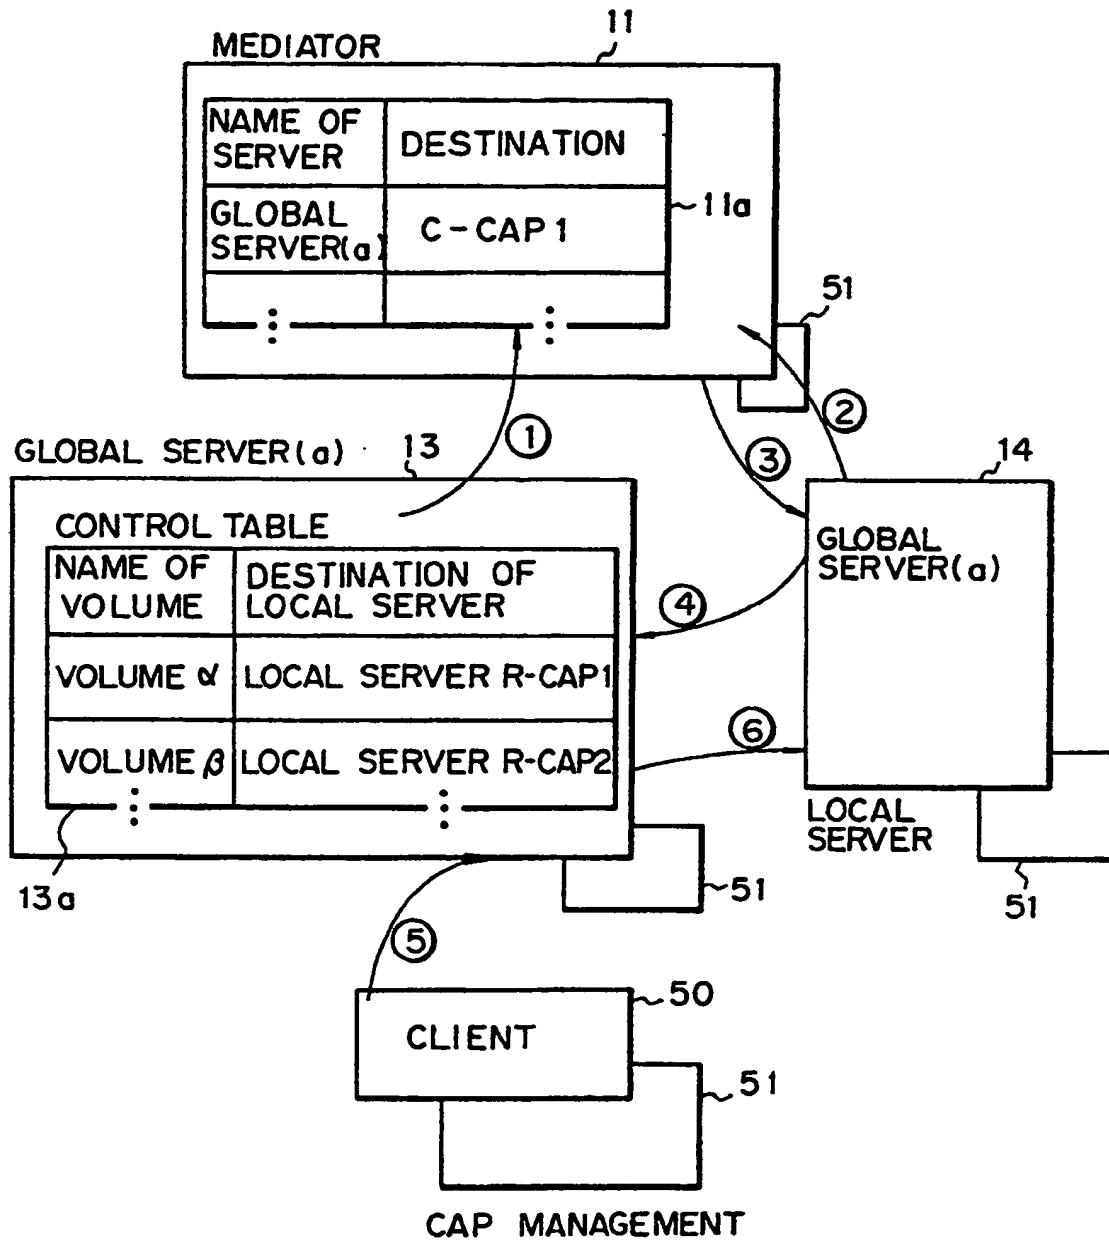 11
MEDIATOR
NAME OF
SERVER
DESTINATION
11a
GLOBAL
SERVER(a)
C-CAP1
51
①
②
③
GLOBAL SERVER(a)
13
14
CONTROL TABLE
NAME OF
VOLUME
DESTINATION OF
LOCAL SERVER
GLOBAL
SERVER(a)
④
VOLUME α
LOCAL SERVER R-CAP1
⑥
VOLUME β
LOCAL SERVER R-CAP2
LOCAL
SERVER
13a
51
51
⑤
50
CLIENT
51
CAP MANAGEMENT